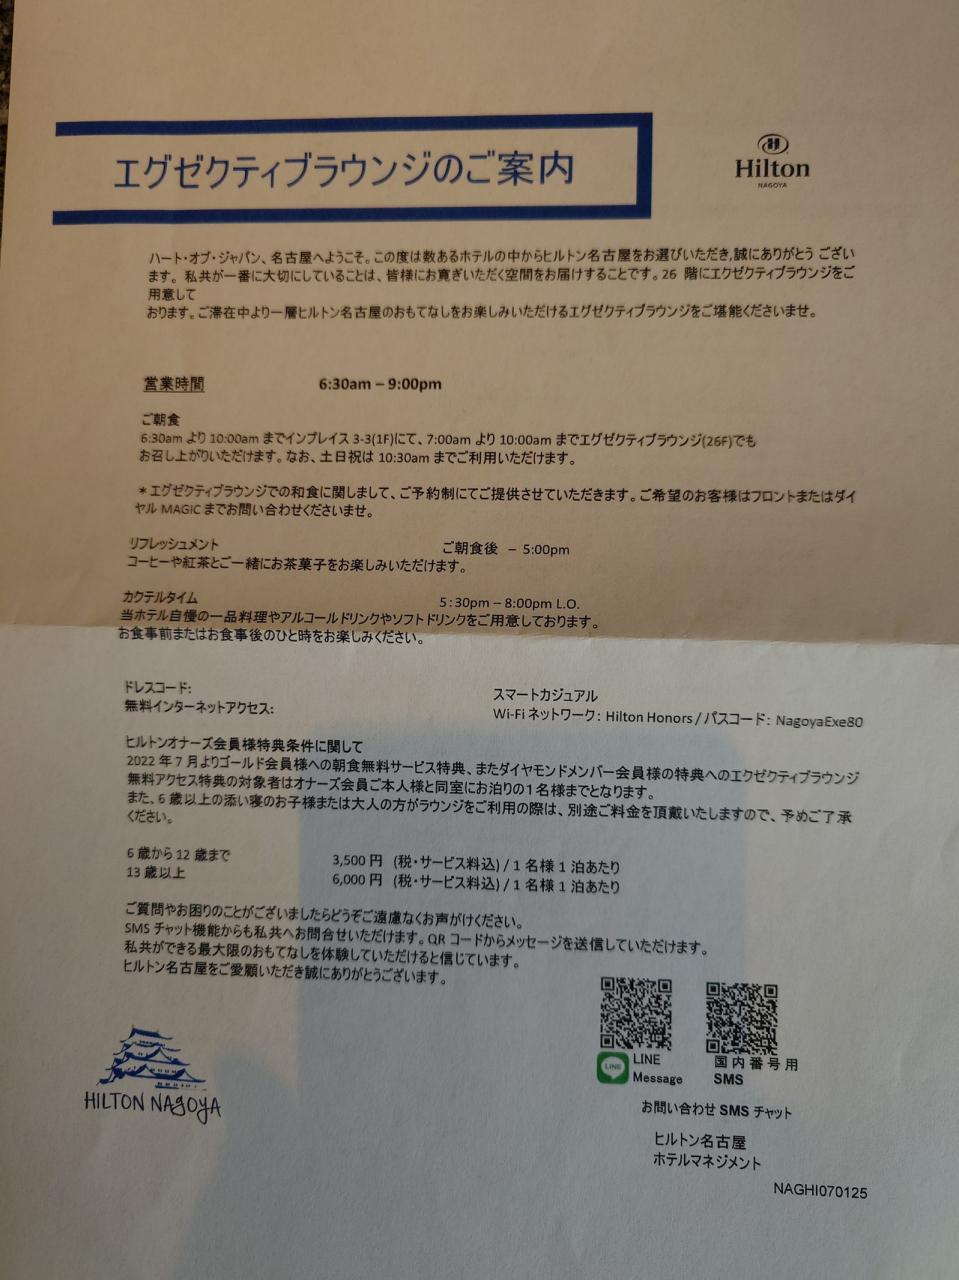 エグゼクティブラウンジのご案内
Hilton
NAGOYA
ハート・オブ・ジャパン、名古屋へようこそ。この度は数あるホテルの中からヒルトン名古屋をお選びいただき,誠にありがとう ござい
ます。 私共が一番に大切にしていることは、皆様にお寛ぎいただく空間をお届けすることです。26 階にエクゼクティブラウンジをご
用意して
おります。ご滞在中より一層ヒルトン名古屋のおもてなしをお楽しみいただけるエグゼクティブラウンジをご堪能くださいませ。
営業時間 6:30am – 9:00pm
ご朝食
6:30am より 10:00am までインプレイス 3-3(1F)にて、7:00am より 10:00am までエグゼクティブラウンジ(26F)でも
お召し上がりいただけます。なお、土日祝は 10:30am までご利用いただけます。
＊エグゼクティブラウンジでの和食に関しまして、ご予約制にてご提供させていただきます。ご希望のお客様はフロントまたはダイ
ヤル MAGIC までお問い合わせくださいませ。
リフレッシュメント ご朝食後 – 5:00pm
コーヒーや紅茶とご一緒にお茶菓子をお楽しみいただけます。
カクテルタイム 5:30pm – 8:00pm L.O.
当ホテル自慢の一品料理やアルコールドリンクやソフトドリンクをご用意しております。
お食事前またはお食事後のひと時をお楽しみください。
ドレスコード: スマートカジュアル
無料インターネットアクセス: Wi-Fi ネットワーク: Hilton Honors / パスコード: NagoyaExe80
ヒルトンオナーズ会員様特典条件に関して
2022 年 7 月よりゴールド会員様への朝食無料サービス特典、またダイヤモンドメンバー会員様の特典へのエクゼクティブラウンジ
無料アクセス特典の対象者はオナーズ会員ご本人様と同室にお泊りの１名様までとなります。
また、6 歳以上の添い寝のお子様または大人の方がラウンジをご利用の際は、別途ご料金を頂戴いたしますので、予めご了承
ください。
6 歳から 12 歳まで 3,500 円 (税・サービス料込) / 1 名様 1 泊あたり
13 歳以上 6,000 円 (税・サービス料込) / 1 名様 1 泊あたり
ご質問やお困りのことがございましたらどうぞご遠慮なくお声がけください。
SMS チャット機能からも私共へお問合せいただけます。QR コードからメッセージを送信していただけます。
私共ができる最大限のおもてなしを体験していただけると信じています。
ヒルトン名古屋をご愛顧いただき誠にありがとうございます。
HILTON NAGOYA
LINE
LINE
Message
国内番号用
SMS
お問い合わせ SMS チャット
ヒルトン名古屋
ホテルマネジメント
NAGHI070125